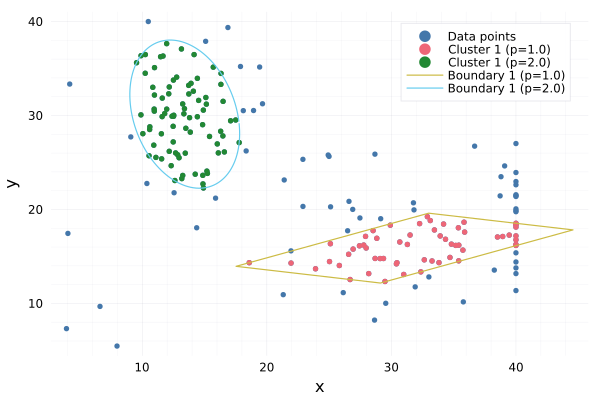 40
30
20
10
y
10
20
30
40
x
Data points
Cluster 1 (p=1.0)
Cluster 1 (p=2.0)
Boundary 1 (p=1.0)
Boundary 1 (p=2.0)